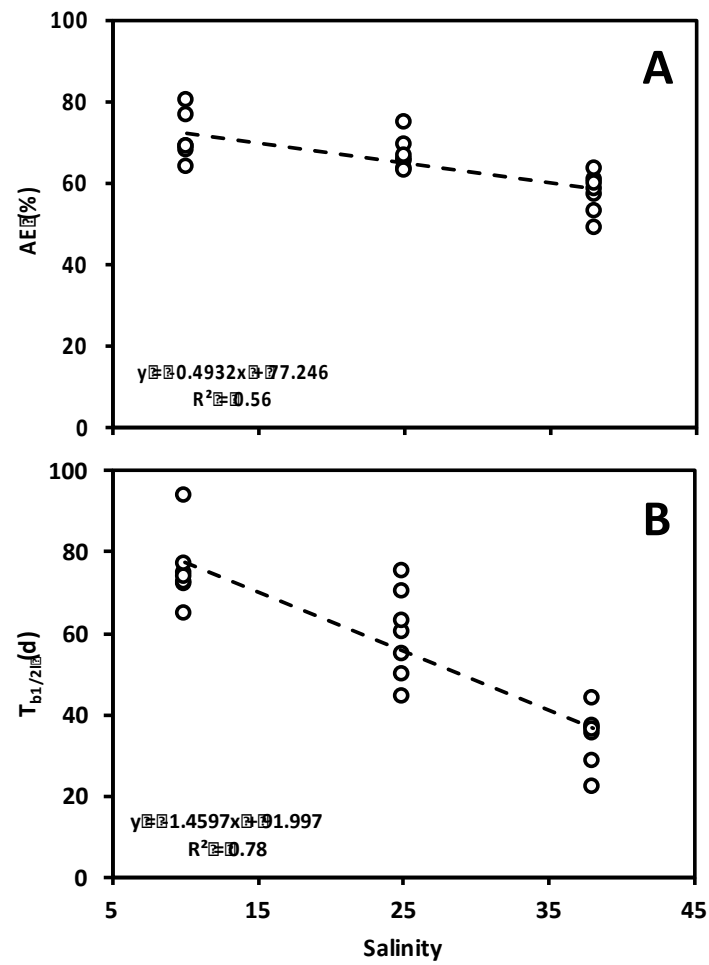 100
A
80
60
AE (%)
40
20
y = -0.4932x + 77.246
R² = 0.56
0
100
B
80
60
Tb1/2l (d)
40
20
y = -1.4597x + 91.997
R² = 0.78
0
5 15 25 35 45
Salinity